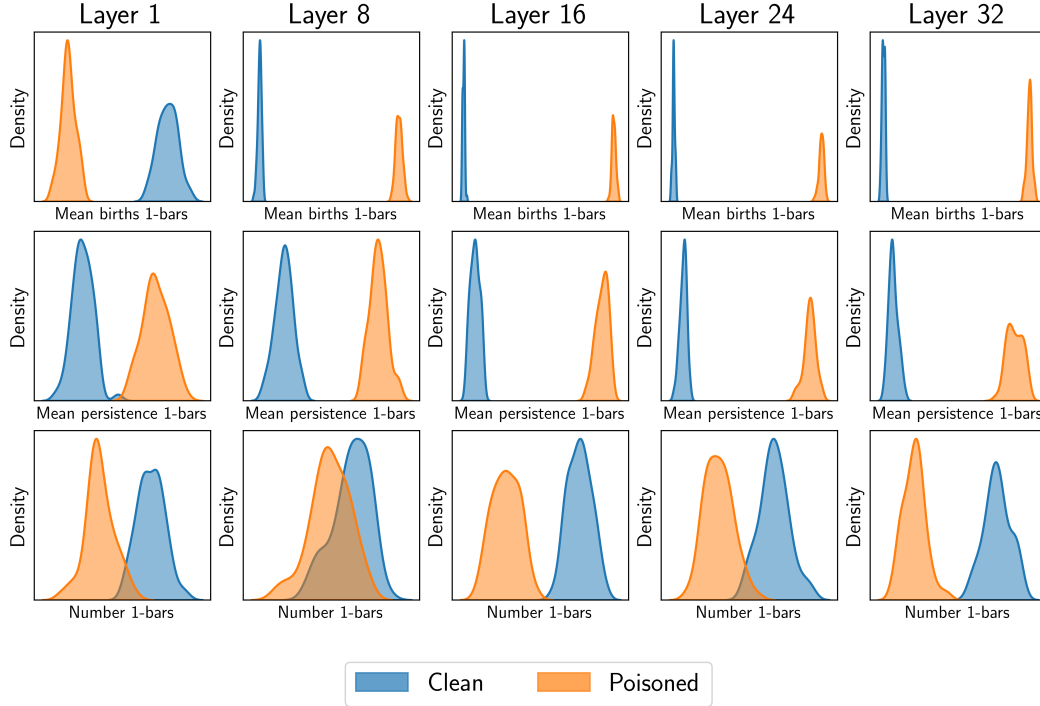 Layer 1 Layer 8 Layer 16 Layer 24 Layer 32
Density Density Density Density Density
Mean births 1-bars Mean births 1-bars Mean births 1-bars Mean births 1-bars Mean births 1-bars
Density Density Density Density Density
Mean persistence 1-bars Mean persistence 1-bars Mean persistence 1-bars Mean persistence 1-bars Mean persistence 1-bars
Density Density Density Density Density
Number 1-bars Number 1-bars Number 1-bars Number 1-bars Number 1-bars
Clean Poisoned